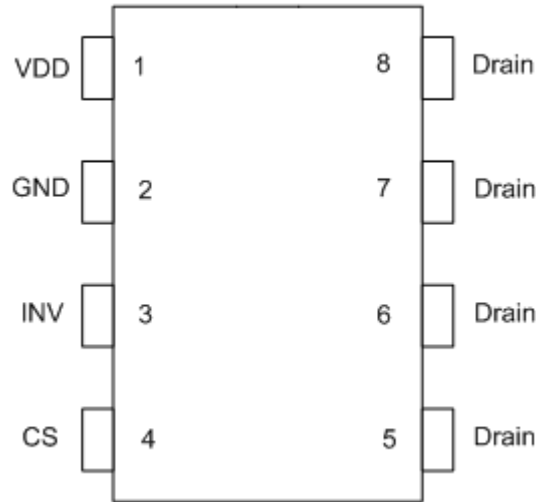 VDD 1 8 Drain
GND 2 7 Drain
INV 3 6 Drain
CS 4 5 Drain